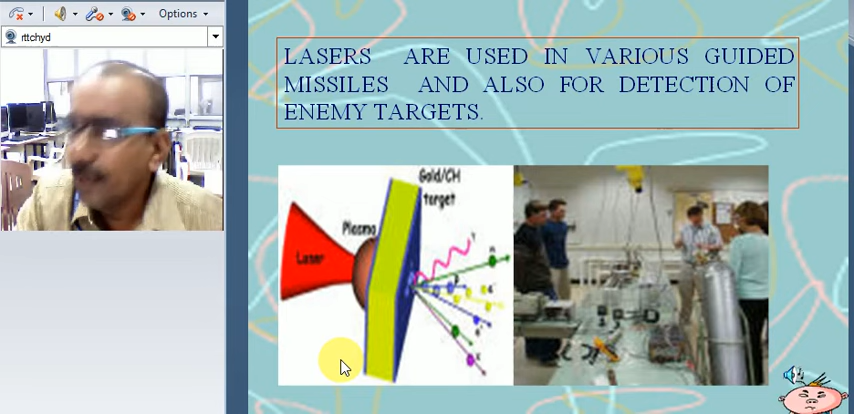 Options
rttchyd
LASERS ARE USED IN VARIOUS GUIDED
MISSILES AND ALSO FOR DETECTION OF
ENEMY TARGETS.
Gold/CH
target
Plasma
Laser